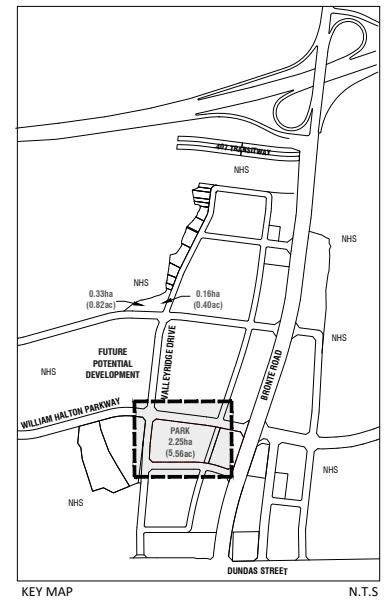 407 TRANSITWAY
NHS
NHS
NHS
0.33ha
(0.82ac)
0.16ha
(0.40ac)
FUTURE
POTENTIAL
DEVELOPMENT
VALLEYRIDGE DRIVE
BRONTE ROAD
NHS
NHS
WILLIAM HALTON PARKWAY
PARK
2.25ha
(5.56ac)
NHS
NHS
DUNDAS STREET
KEY MAP
N.T.S